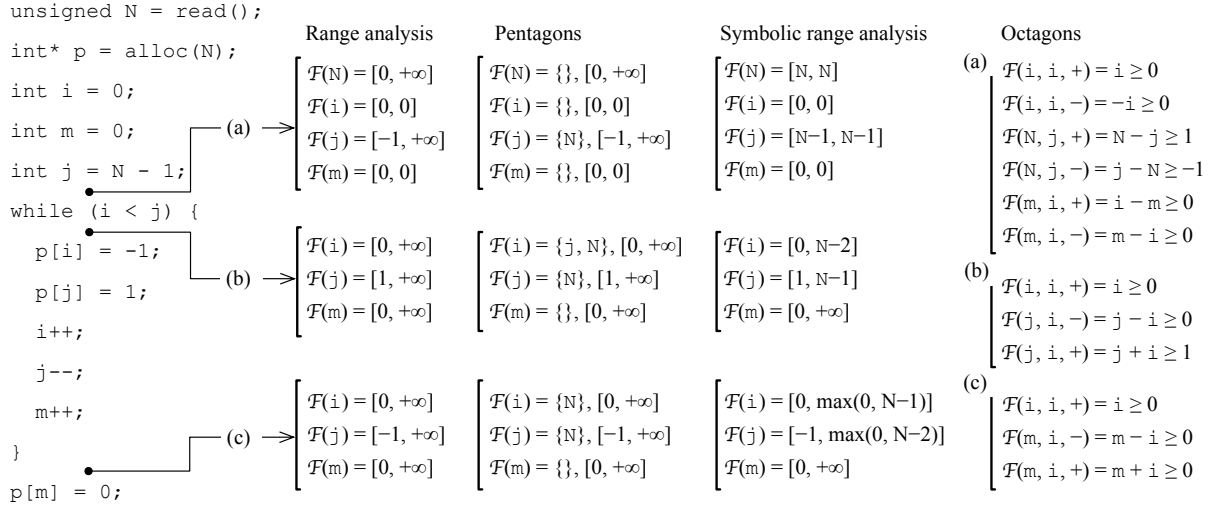 unsigned N = read();
int* p = alloc(N);
int i = 0;
int m = 0;
int j = N - 1;
while (i < j) {
p[i] = -1;
p[j] = 1;
i++;
j--;
m++;
}
p[m] = 0;
(a)
(b)
(c)
Range analysis
ℱ(N) = [0, +∞]
ℱ(i) = [0, 0]
ℱ(j) = [−1, +∞]
ℱ(m) = [0, 0]
ℱ(i) = [0, +∞]
ℱ(j) = [1, +∞]
ℱ(m) = [0, +∞]
ℱ(i) = [0, +∞]
ℱ(j) = [−1, +∞]
ℱ(m) = [0, +∞]
Pentagons
ℱ(N) = {}, [0, +∞]
ℱ(i) = {}, [0, 0]
ℱ(j) = {N}, [−1, +∞]
ℱ(m) = {}, [0, 0]
ℱ(i) = {j, N}, [0, +∞]
ℱ(j) = {N}, [1, +∞]
ℱ(m) = {}, [0, +∞]
ℱ(i) = {N}, [0, +∞]
ℱ(j) = {N}, [−1, +∞]
ℱ(m) = {}, [0, +∞]
Symbolic range analysis
ℱ(N) = [N, N]
ℱ(i) = [0, 0]
ℱ(j) = [N−1, N−1]
ℱ(m) = [0, 0]
ℱ(i) = [0, N−2]
ℱ(j) = [1, N−1]
ℱ(m) = [0, +∞]
ℱ(i) = [0, max(0, N−1)]
ℱ(j) = [−1, max(0, N−2)]
ℱ(m) = [0, +∞]
Octagons
(a)
ℱ(i, i, +) = i ≥ 0
ℱ(i, i, −) = −i ≥ 0
ℱ(N, j, +) = N − j ≥ 1
ℱ(N, j, −) = j − N ≥ −1
ℱ(m, i, +) = i − m ≥ 0
ℱ(m, i, −) = m − i ≥ 0
(b)
ℱ(i, i, +) = i ≥ 0
ℱ(j, i, −) = j − i ≥ 0
ℱ(j, i, +) = j + i ≥ 1
(c)
ℱ(i, i, +) = i ≥ 0
ℱ(m, i, −) = m − i ≥ 0
ℱ(m, i, +) = m + i ≥ 0